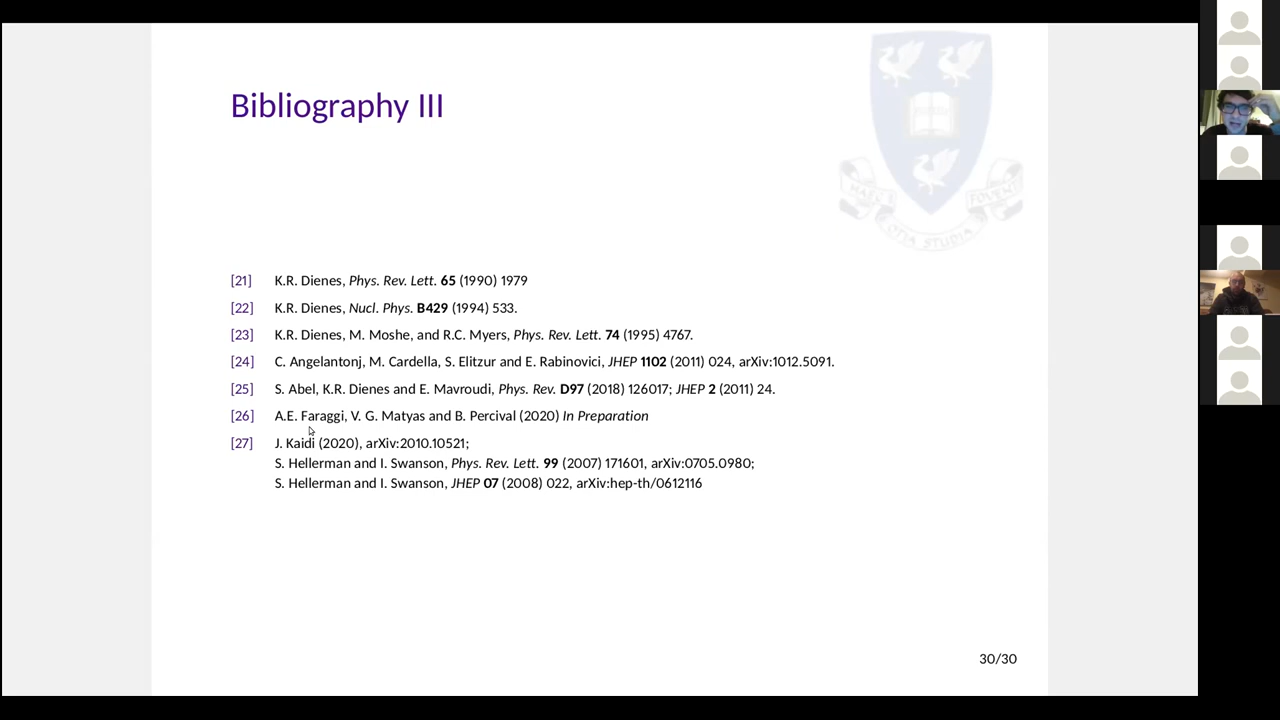 Bibliography III
HAEC
OTIA STUDIA
FOVENT
[21] K.R. Dienes, Phys. Rev. Lett. 65 (1990) 1979
[22] K.R. Dienes, Nucl. Phys. B429 (1994) 533.
[23] K.R. Dienes, M. Moshe, and R.C. Myers, Phys. Rev. Lett. 74 (1995) 4767.
[24] C. Angelantonj, M. Cardella, S. Elitzur and E. Rabinovici, JHEP 1102 (2011) 024, arXiv:1012.5091.
[25] S. Abel, K.R. Dienes and E. Mavroudi, Phys. Rev. D97 (2018) 126017; JHEP 2 (2011) 24.
[26] A.E. Faraggi, V. G. Matyas and B. Percival (2020) In Preparation
[27] J. Kaidi (2020), arXiv:2010.10521;
S. Hellerman and I. Swanson, Phys. Rev. Lett. 99 (2007) 171601, arXiv:0705.0980;
S. Hellerman and I. Swanson, JHEP 07 (2008) 022, arXiv:hep-th/0612116
30/30